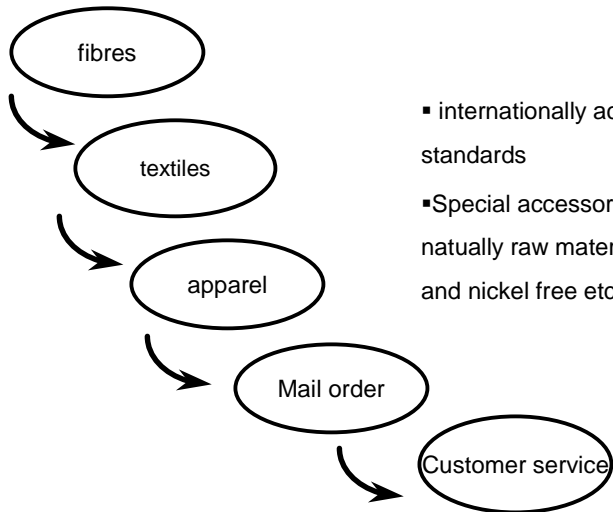 fibres
textiles
apparel
Mail order
Customer service
▪ internationally
standards
▪Special
natually raw
and nickel free